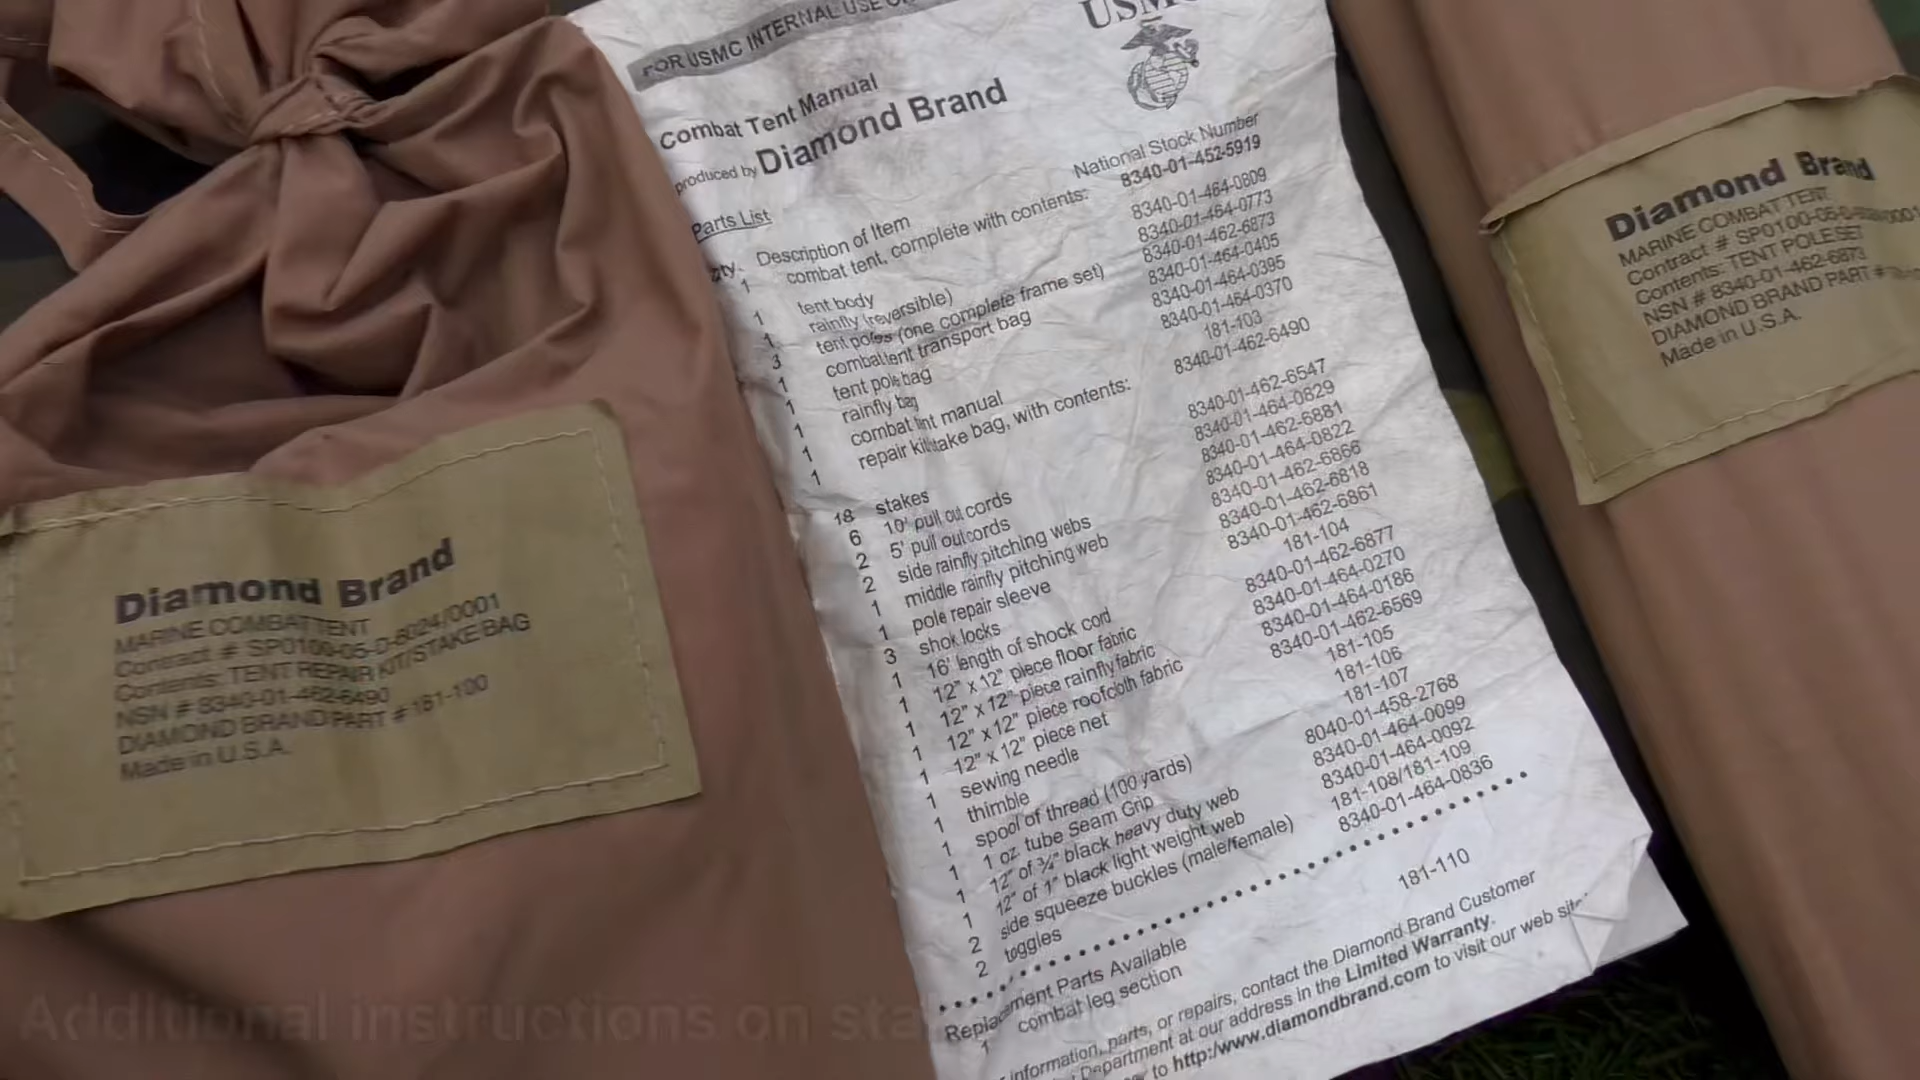 FOR USMC INTERNAL USE
USMC
Combat Tent Manual
produced by Diamond Brand
National Stock Number
Parts List
Qty. Description of Item
1 combat tent, complete with contents: 8340-01-452-5919
1 tent body 8340-01-464-0809
1 rainfly (reversible) 8340-01-464-0773
3 tent poles (one complete frame set) 8340-01-462-6873
1 combat tent transport bag 8340-01-464-0405
1 tent pole bag 8340-01-464-0395
1 rainfly bag 8340-01-464-0370
1 combat tent manual 181-103
1 repair kit/stake bag, with contents: 8340-01-462-6490
18 stakes 8340-01-462-6547
6 10' pull out cords 8340-01-464-0829
2 5' pull out cords 8340-01-462-6881
2 side rainfly pitching webs 8340-01-464-0822
1 middle rainfly pitching web 8340-01-462-6866
1 pole repair sleeve 8340-01-462-6818
3 shok locks 8340-01-462-6861
1 16' length of shock cord 181-104
1 12" x 12" piece floor fabric 8340-01-462-6877
1 12" x 12" piece rainfly fabric 8340-01-464-0270
1 12" x 12" piece roofcloth fabric 8340-01-464-0186
1 12" x 12" piece net 8340-01-462-6569
1 sewing needle 181-105
1 thimble 181-106
1 spool of thread (100 yards) 181-107
1 1 oz. tube Seam Grip 8040-01-458-2768
1 12" of ¾" black heavy duty web 8340-01-464-0099
1 12" of 1" black light weight web 8340-01-464-0092
2 side squeeze buckles (male/female) 181-108/181-109
2 toggles 8340-01-464-0836
Replacement Parts Available
1 combat leg section 181-110
information, parts, or repairs, contact the Diamond Brand Customer
Department at our address in the Limited Warranty.
to http:/www.diamondbrand.com to visit our web site.
Diamond Brand
MARINE COMBAT TENT
Contract # SP0100-05-D-6024/0001
Contents: TENT REPAIR KIT/STAKE BAG
NSN # 8340-01-462-6490
DIAMOND BRAND PART # 181-100
Made in U.S.A.
Diamond Brand
MARINE COMBAT TENT
Contract # SP0100-05-D-
Contents: TENT POLE SET
NSN # 8340-01-462-6873
DIAMOND BRAND PART #
Made in U.S.A.
Additional instructions on